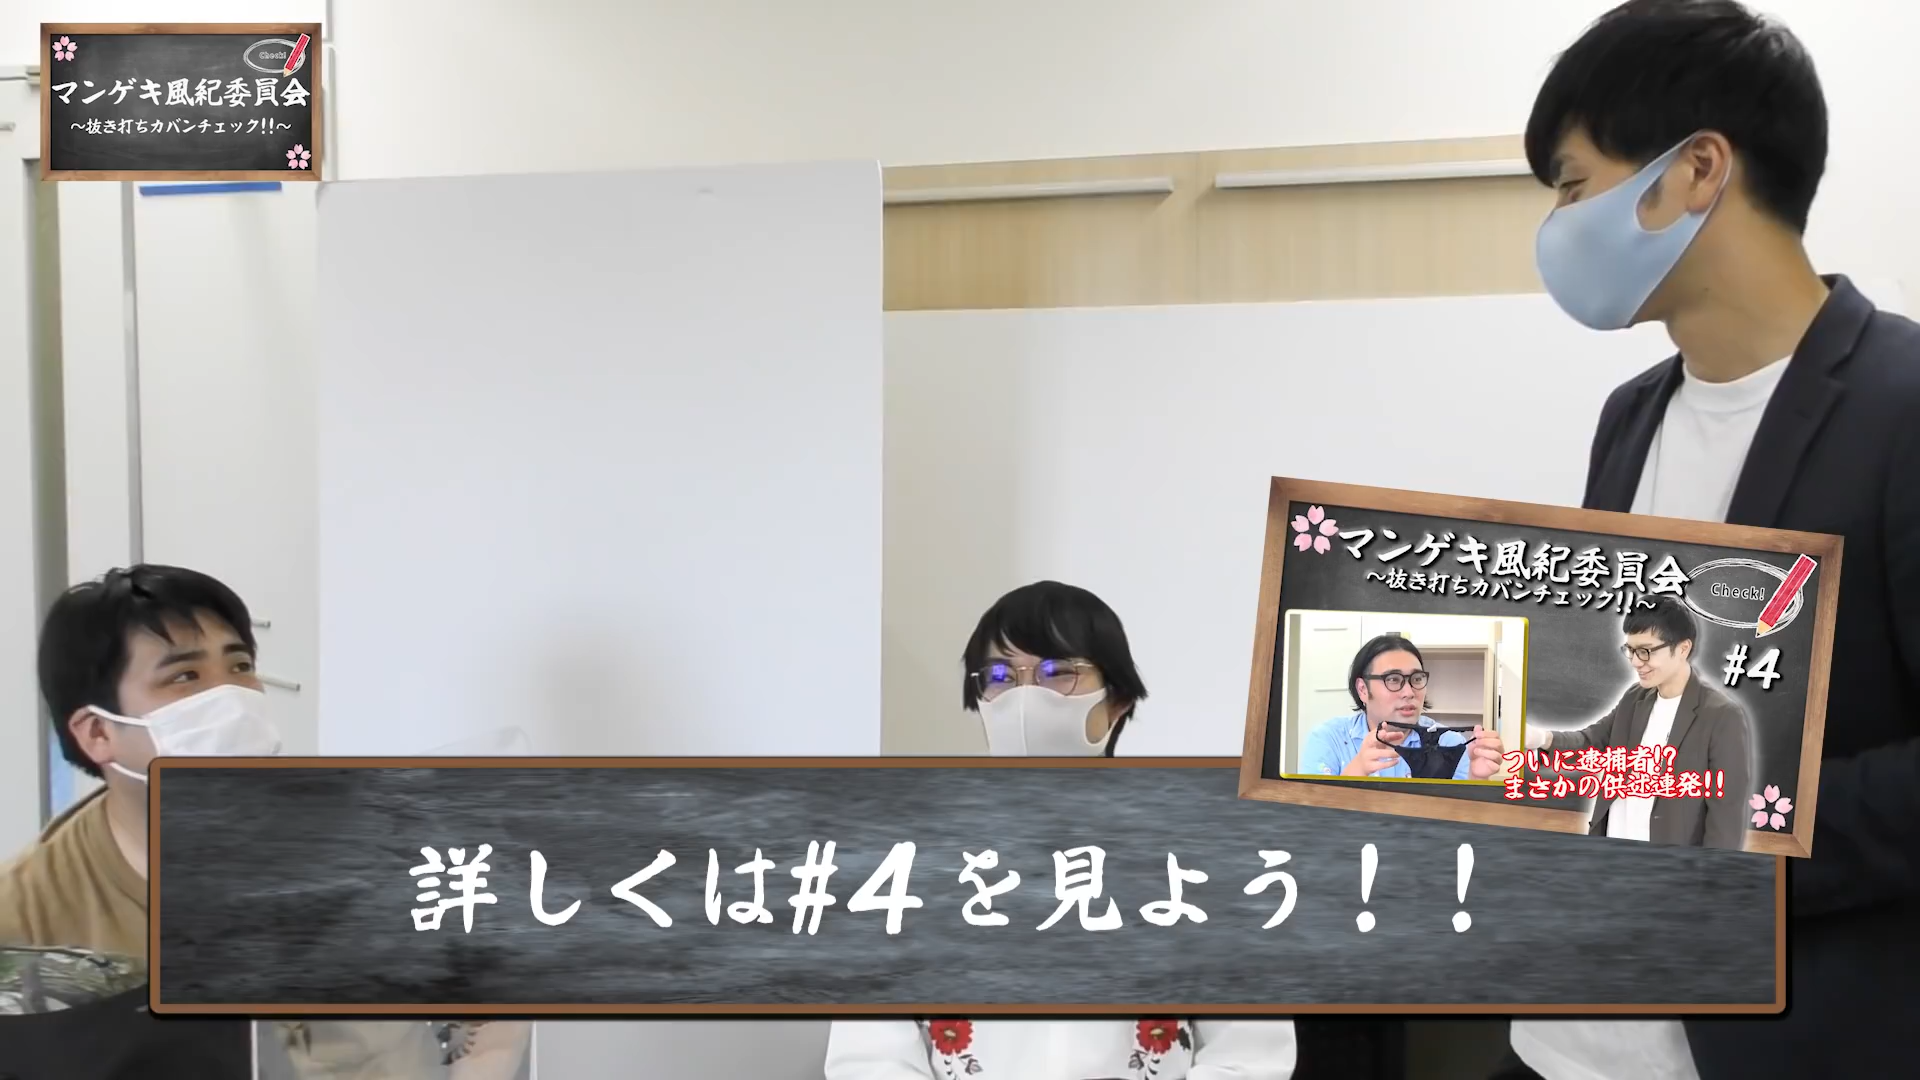 Check!
マンゲキ風紀委員会
～抜き打ちカバンチェック!!～
マンゲキ風紀委員会
～抜き打ちカバンチェック!!～
Check!
#4
ついに逮捕者!?
まさかの供述連発!!
詳しくは#4を見よう！！